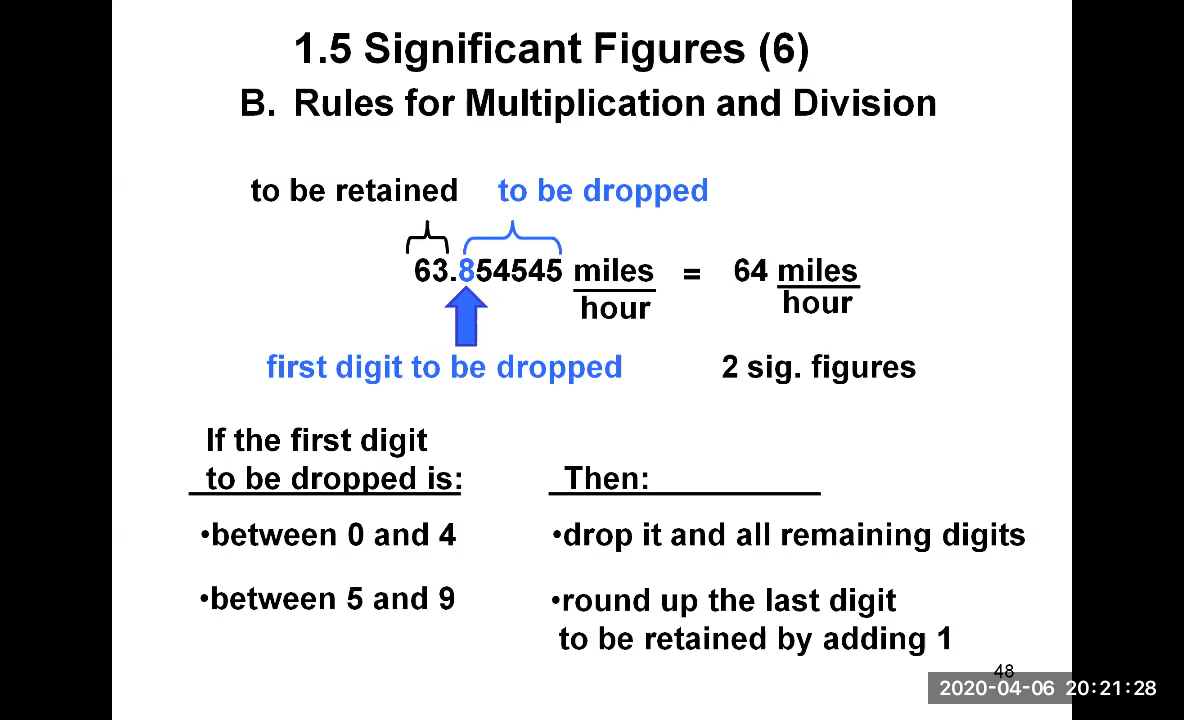 1.5 Significant Figures (6)
B. Rules for Multiplication and Division
to be retained to be dropped
63.854545 miles = 64 miles
hour hour
first digit to be dropped 2 sig. figures
If the first digit
to be dropped is: Then:
•between 0 and 4 •drop it and all remaining digits
•between 5 and 9 •round up the last digit
to be retained by adding 1
48
2020-04-06 20:21:28